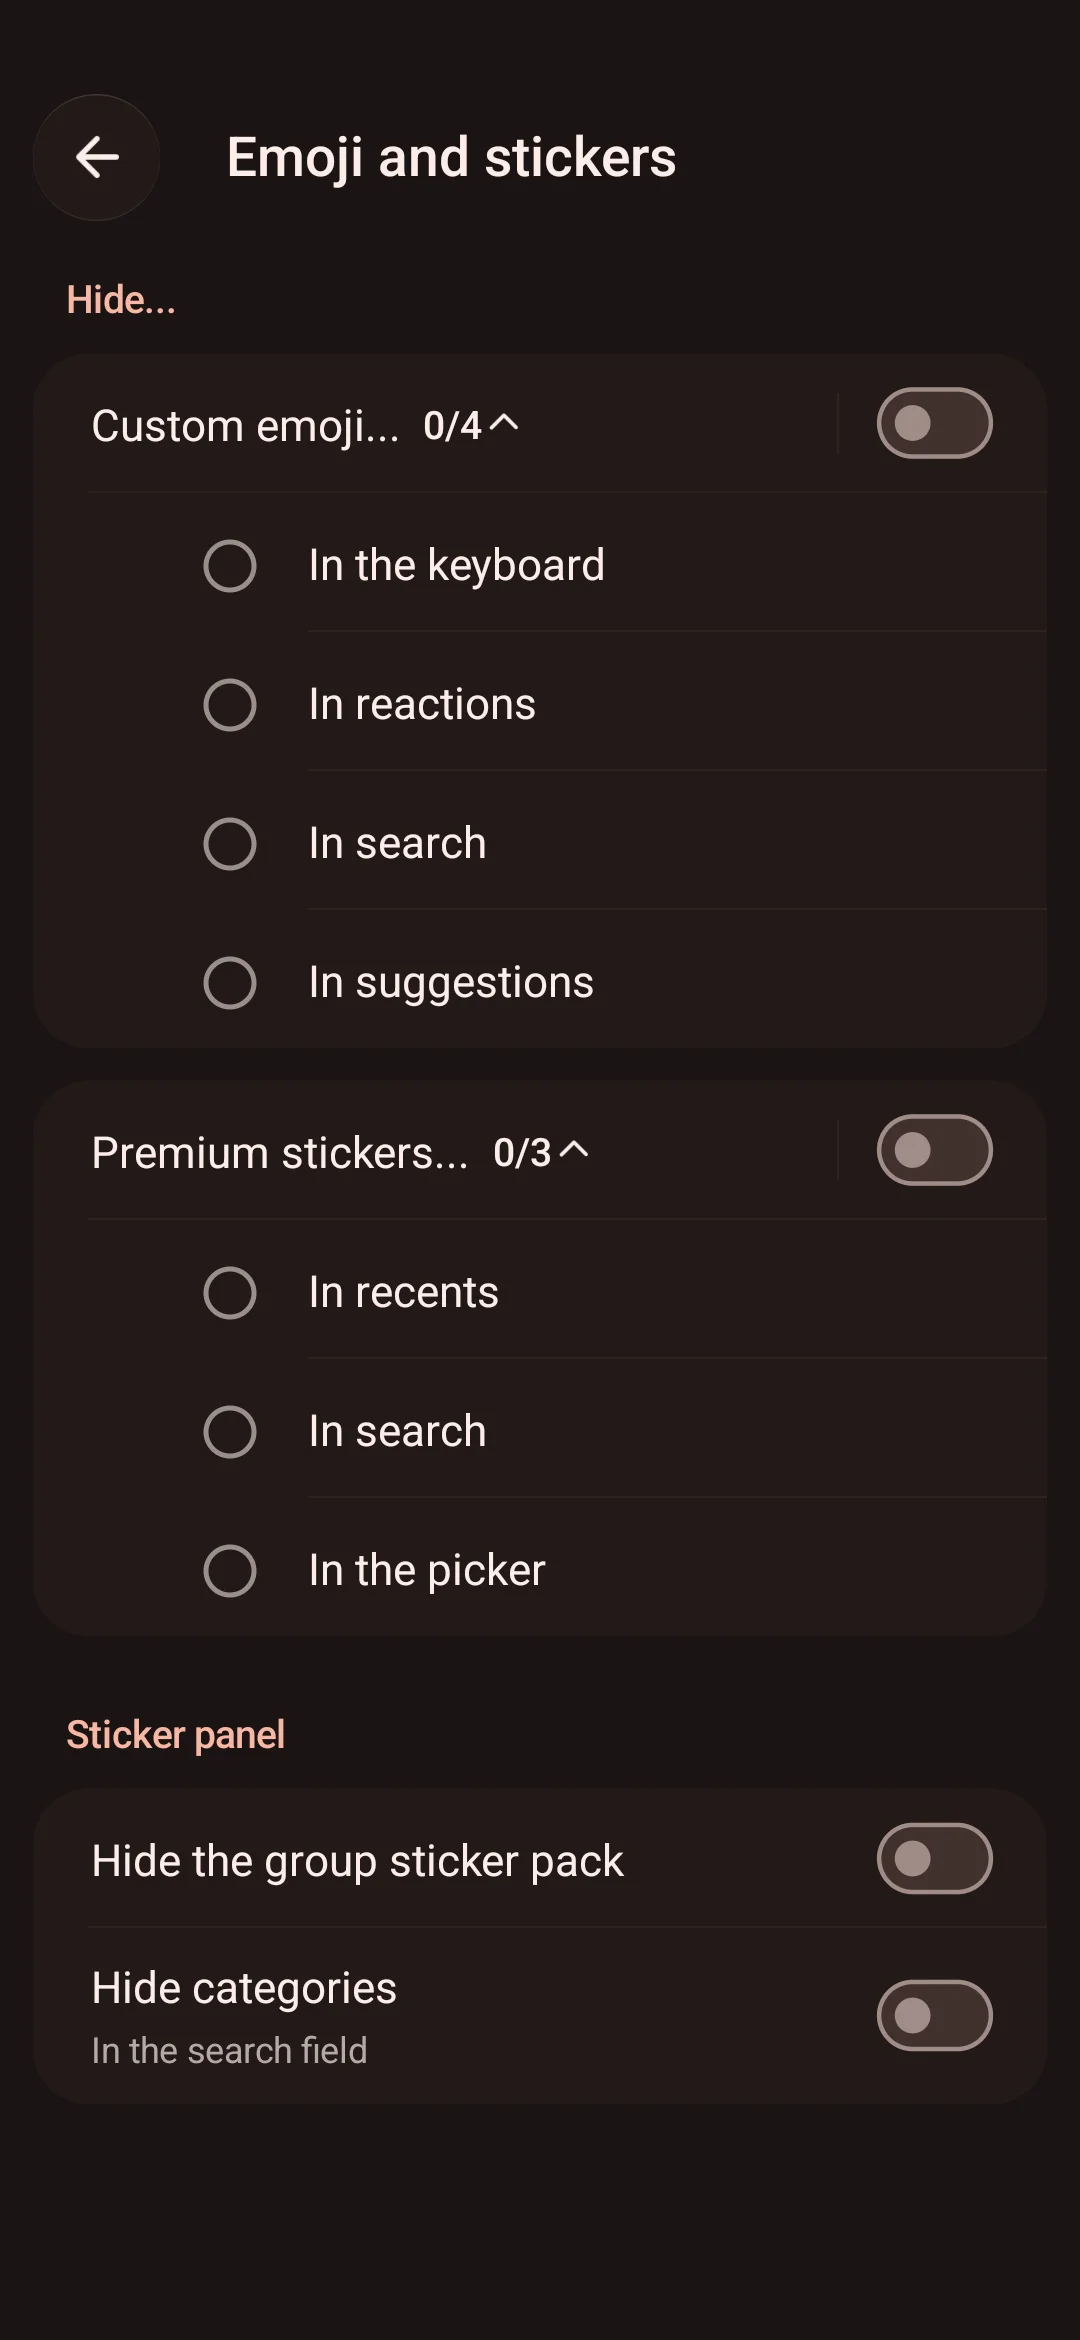 Emoji and stickers
Hide...
Custom emoji... 0/4
In the keyboard
In reactions
In search
In suggestions
Premium stickers... 0/3
In recents
In search
In the picker
Sticker panel
Hide the group sticker pack
Hide categories
In the search field